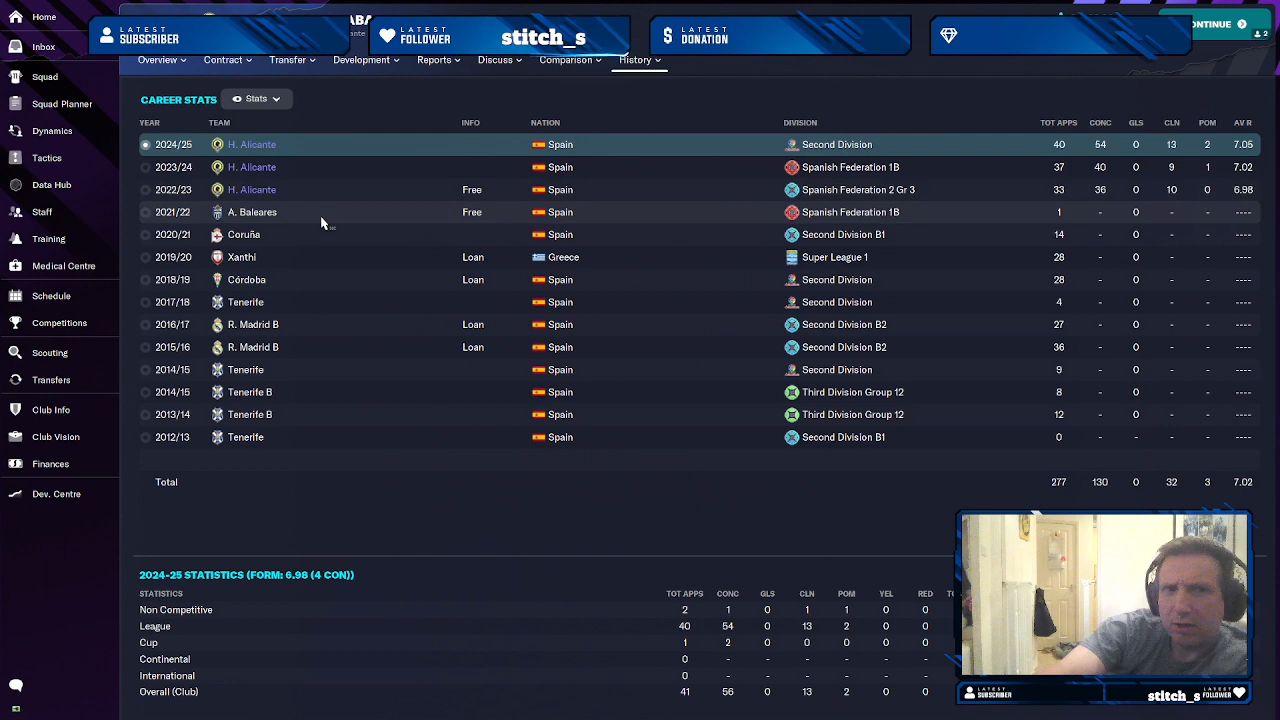 Home
ABA
CONTINUE
2
LATEST
SUBSCRIBER
LATEST
FOLLOWER
stitch_s
$
LATEST
DONATION
Inbox
Squad
Squad Planner
Dynamics
Tactics
Data Hub
Staff
Training
Medical Centre
Schedule
Competitions
Scouting
Transfers
Club Info
Club Vision
Finances
Dev. Centre
Overview Contract Transfer Development Reports Discuss Comparison History
CAREER STATS Stats
YEAR TEAM INFO NATION DIVISION TOT APPS CONC GLS CLN POM AV R
2024/25 H. Alicante Spain Second Division 40 54 0 13 2 7.05
2023/24 H. Alicante Spain Spanish Federation 1B 37 40 0 9 1 7.02
2022/23 H. Alicante Free Spain Spanish Federation 2 Gr 3 33 36 0 10 0 6.98
2021/22 A. Baleares Free Spain Spanish Federation 1B 1 - 0 - - ----
2020/21 Coruña Spain Second Division B1 14 - 0 - - ----
2019/20 Xanthi Loan Greece Super League 1 28 - 0 - - ----
2018/19 Córdoba Loan Spain Second Division 28 - 0 - - ----
2017/18 Tenerife Spain Second Division 4 - 0 - - ----
2016/17 R. Madrid B Loan Spain Second Division B2 27 - 0 - - ----
2015/16 R. Madrid B Loan Spain Second Division B2 36 - 0 - - ----
2014/15 Tenerife Spain Second Division 9 - 0 - - ----
2014/15 Tenerife B Spain Third Division Group 12 8 - 0 - - ----
2013/14 Tenerife B Spain Third Division Group 12 12 - 0 - - ----
2012/13 Tenerife Spain Second Division B1 0 - 0 - - ----
Total 277 130 0 32 3 7.02
2024-25 STATISTICS (FORM: 6.98 (4 CON))
STATISTICS TOT APPS CONC GLS CLN POM YEL RED
Non Competitive 2 1 0 1 1 0 0
League 40 54 0 13 2 0 0
Cup 1 2 0 0 0 0 0
Continental 0 - - - - - -
International 0 - - - - - -
Overall (Club) 41 56 0 13 2 0 0
LATEST
SUBSCRIBER
stitch_s
LATEST
FOLLOWER